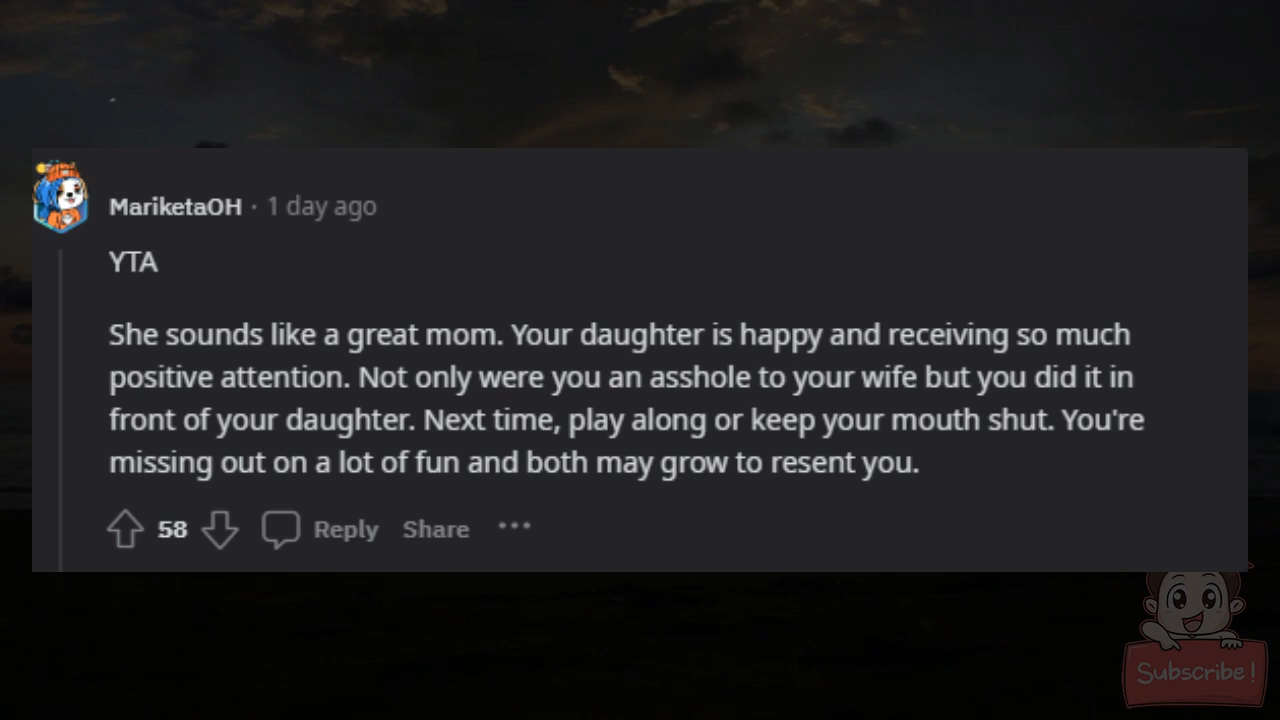 MariketaOH · 1 day ago
YTA
She sounds like a great mom. Your daughter is happy and receiving so much
positive attention. Not only were you an asshole to your wife but you did it in
front of your daughter. Next time, play along or keep your mouth shut. You're
missing out on a lot of fun and both may grow to resent you.
58 Reply Share ...
Subscribe!